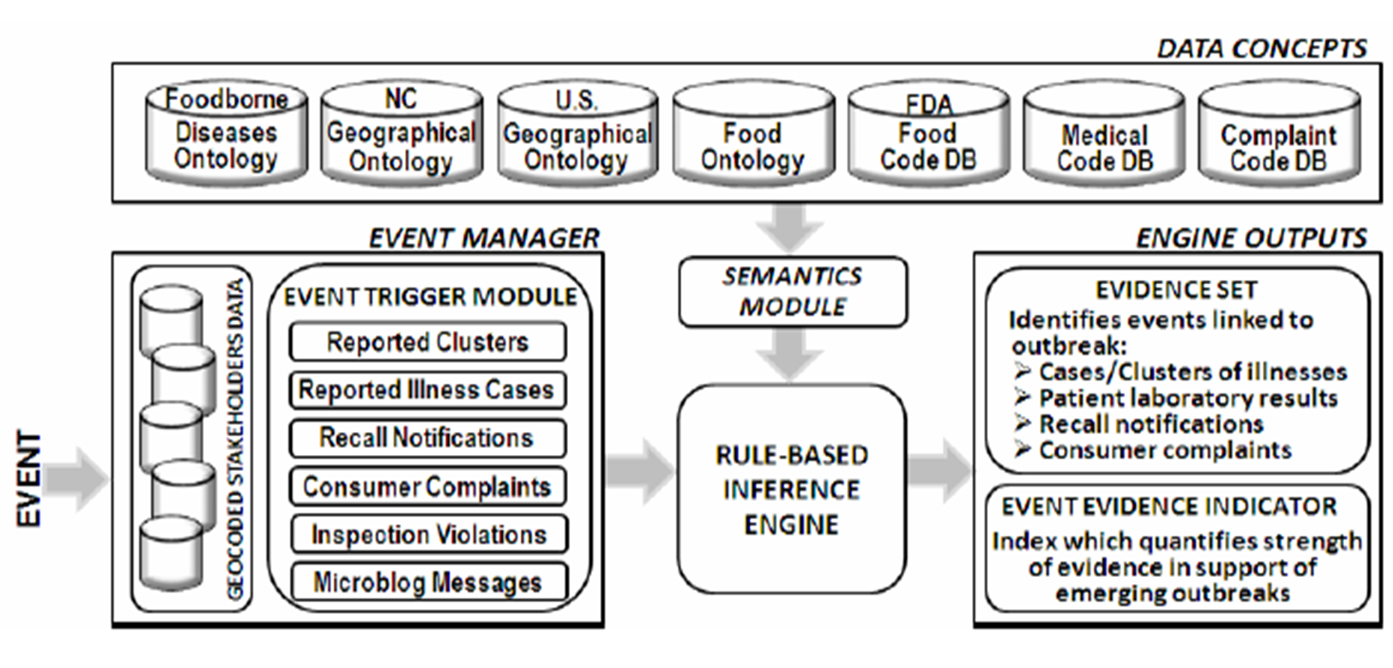 DATA CONCEPTS
Foodborne
Diseases
Ontology
NC
Geographical
Ontology
U.S.
Geographical
Ontology
Food
Ontology
FDA
Food
Code DB
Medical
Code DB
Complaint
Code DB
EVENT MANAGER
ENGINE OUTPUTS
EVENT
GEOCODED STAKEHOLDERS DATA
EVENT TRIGGER MODULE
Reported Clusters
Reported Illness Cases
Recall Notifications
Consumer Complaints
Inspection Violations
Microblog Messages
SEMANTICS
MODULE
RULE-BASED
INFERENCE
ENGINE
EVIDENCE SET
Identifies events linked to
outbreak:
➢ Cases/Clusters of illnesses
➢ Patient laboratory results
➢ Recall notifications
➢ Consumer complaints
EVENT EVIDENCE INDICATOR
Index which quantifies strength
of evidence in support of
emerging outbreaks